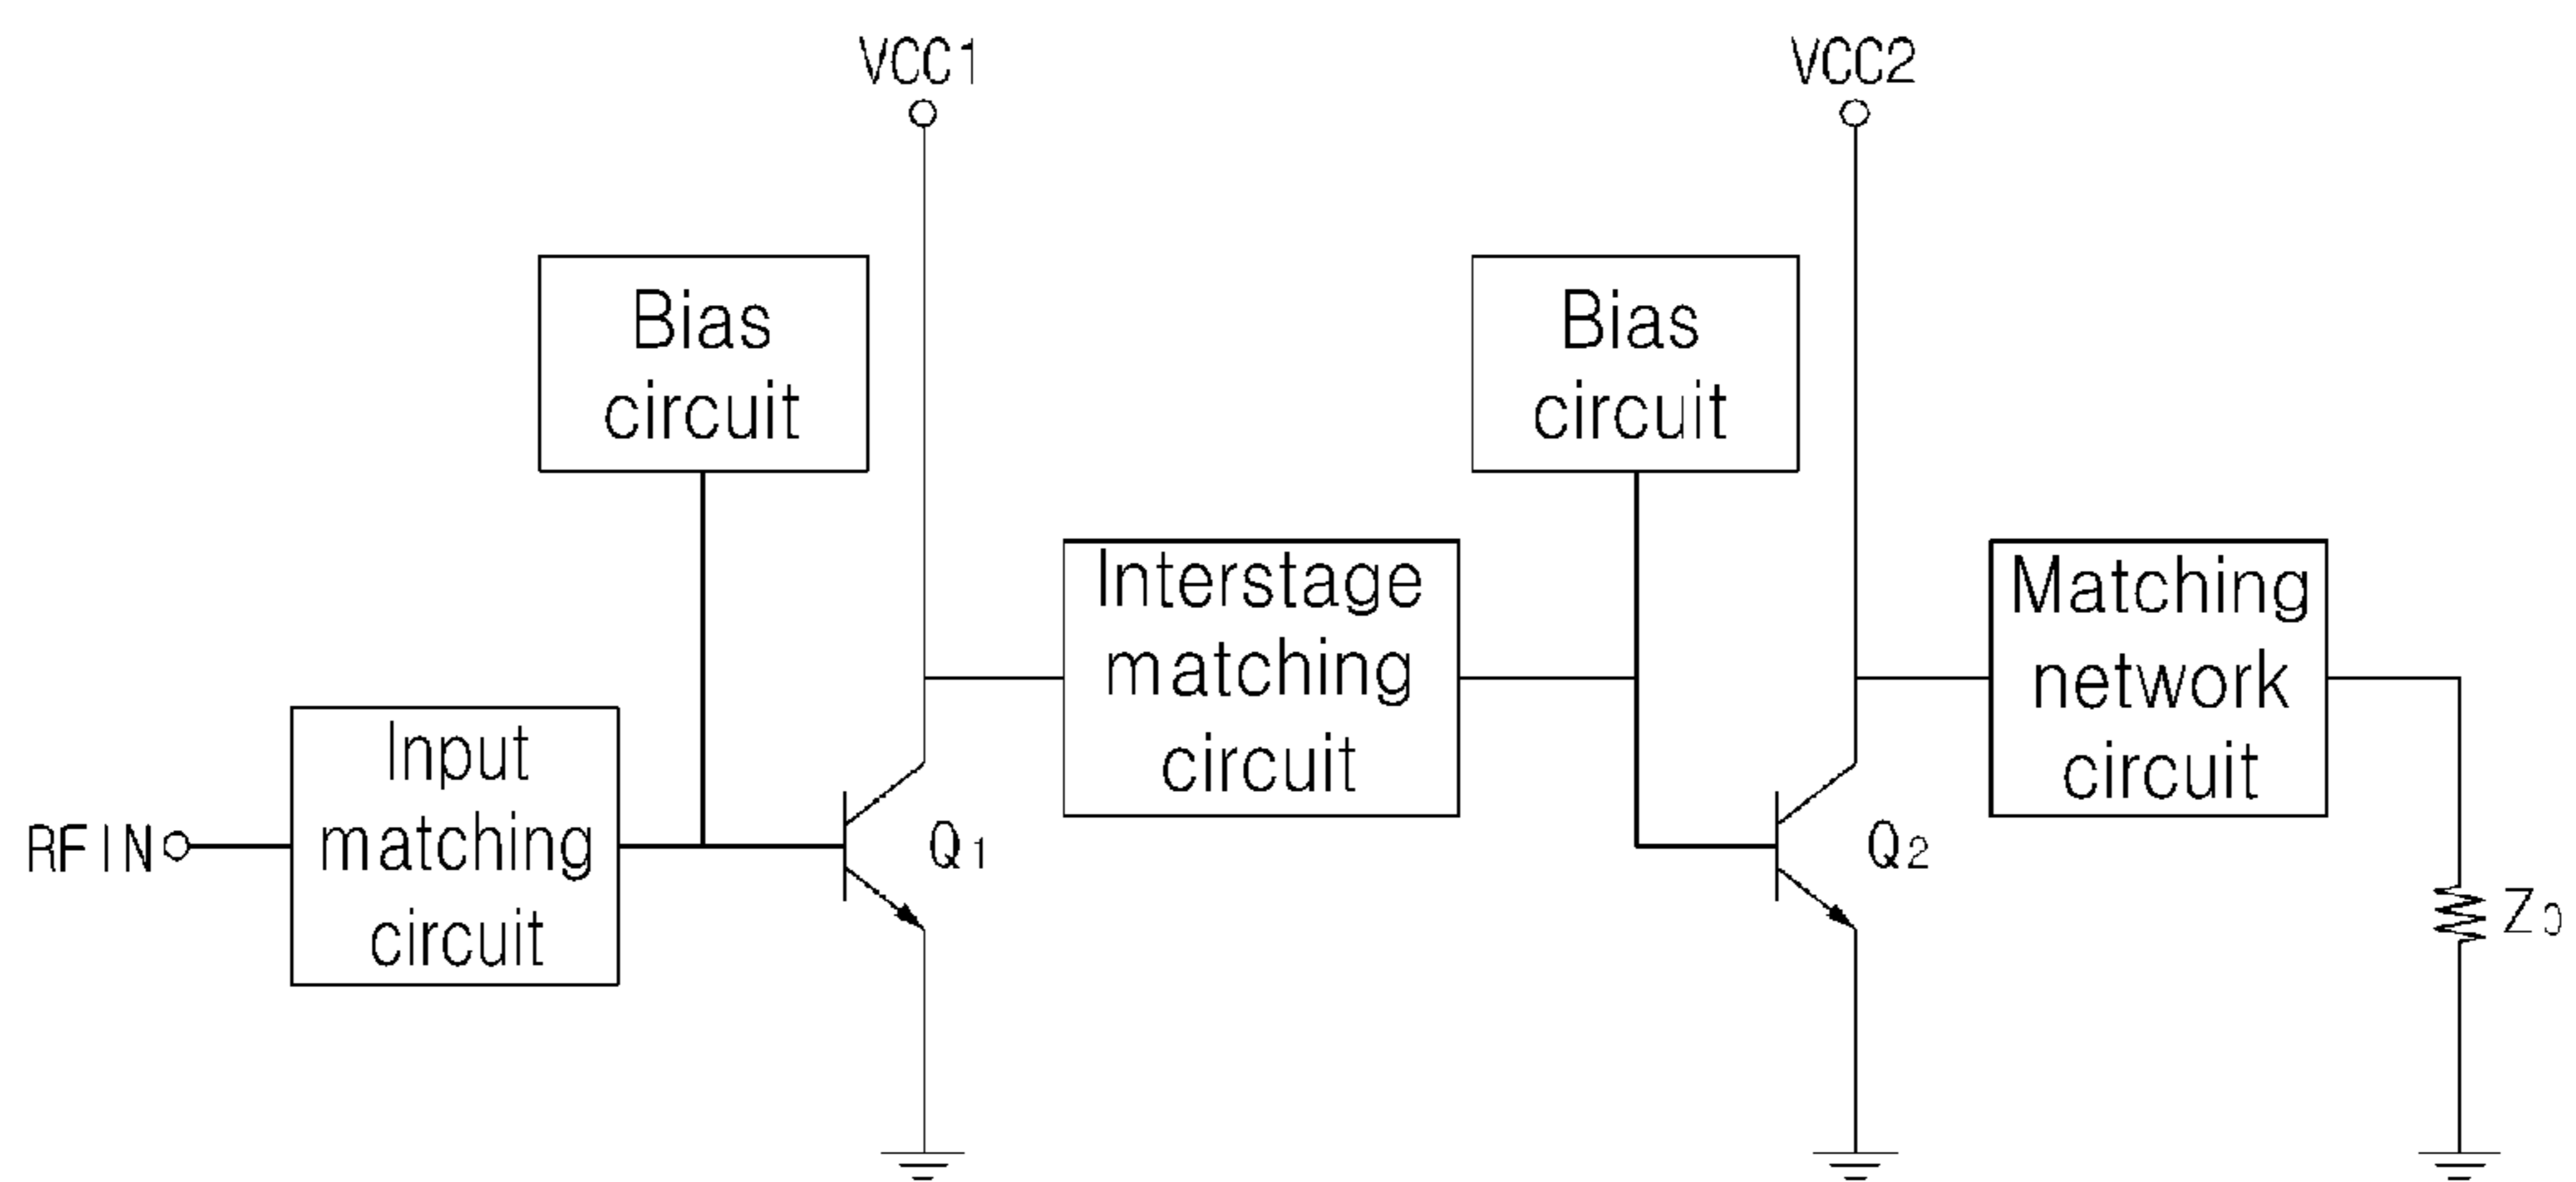 VCC1
VCC2
Bias
circuit
Bias
circuit
Interstage
matching
circuit
Matching
network
circuit
Input
matching
circuit
RFIN
Q1
Q2
Z0